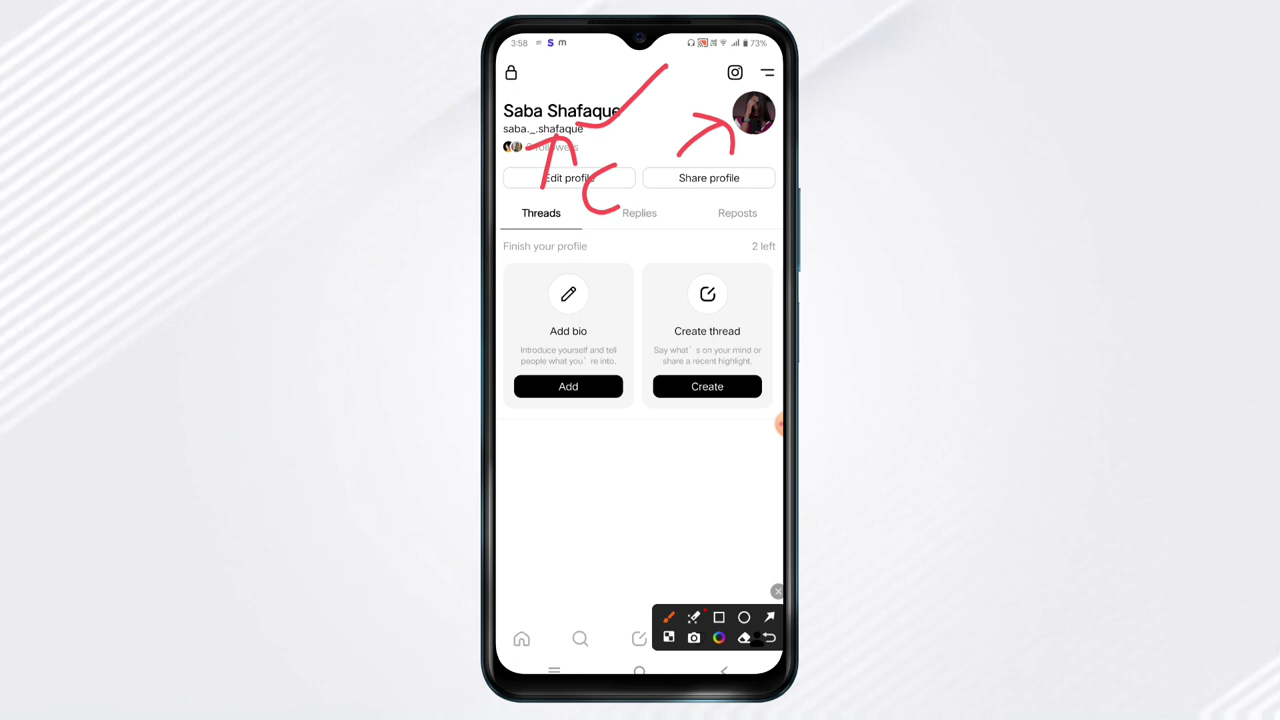 3:58 S m 73%
Saba Shafaque
saba._.shafaque
followers
Edit profile Share profile
Threads Replies Reposts
Finish your profile 2 left
Add bio Create thread
Introduce yourself and tell Say what's on your mind or
people what you're into. share a recent highlight.
Add Create